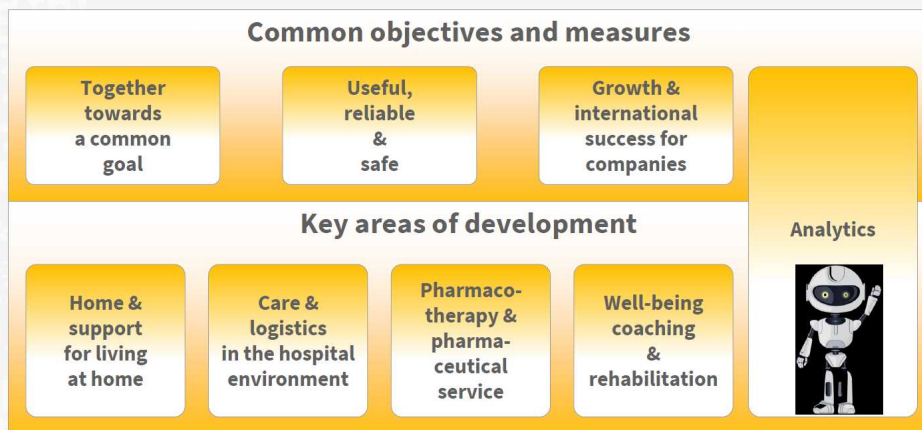 Common objectives and measures
Together
towards
a common
goal
Useful,
reliable
&
safe
Growth &
international
success for
companies
Key areas of development
Home &
support
for living
at home
Care &
logistics
in the hospital
environment
Pharmaco-
therapy &
pharma-
ceutical
service
Well-being
coaching
&
rehabilitation
Analytics